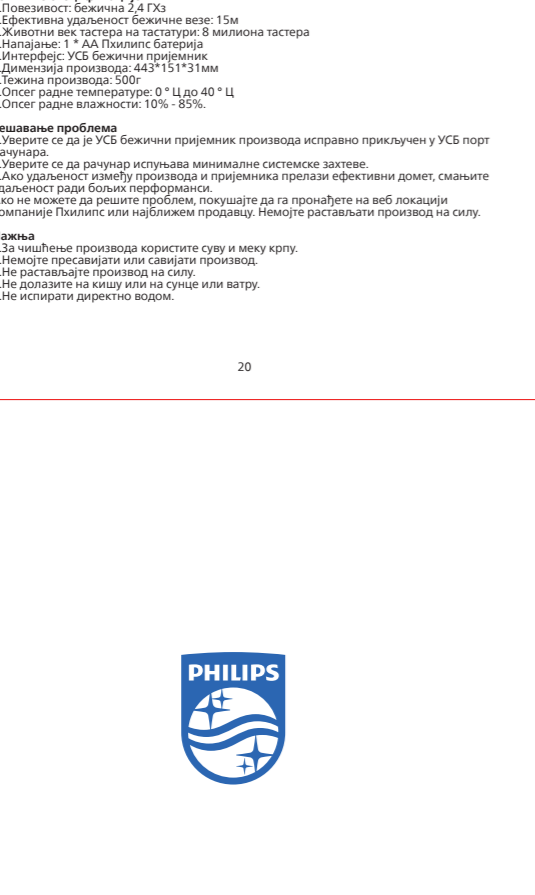 .Повезивост: бежична 2,4 ГХз
.Ефективна удаљеност бежичне везе: 15м
.Животни век тастера на тастатури: 8 милиона тастера
.Напајање: 1 * АА Пхилипс батерија
.Интерфејс: УСБ бежични пријемник
.Димензија производа: 443*151*31мм
.Тежина производа: 500г
.Опсег радне температуре: 0 ° Ц до 40 ° Ц
.Опсег радне влажности: 10% - 85%.
ешавање проблема
.Уверите се да је УСБ бежични пријемник производа исправно прикључен у УСБ порт
ачунара.
.Уверите се да рачунар испуњава минималне системске захтеве.
.Ако удаљеност између производа и пријемника прелази ефективни домет, смањите
даљеност ради бољих перформанси.
ко не можете да решите проблем, покушајте да га пронађете на веб локацији
омпаније Пхилипс или најближем продавцу. Немојте растављати производ на силу.
ажња
.За чишћење производа користите суву и меку крпу.
.Немојте пресавијати или савијати производ.
.Не растављајте производ на силу.
.Не долазите на кишу или на сунце или ватру.
.Не испирати директно водом.
20
PHILIPS